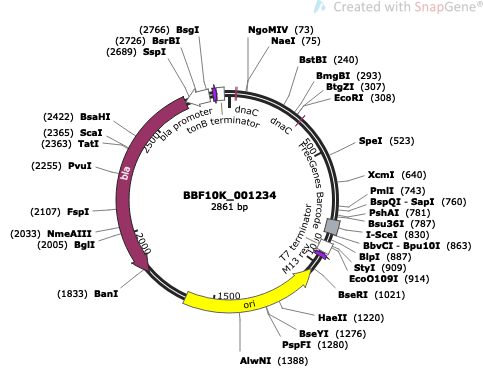 Created with SnapGene®
(2766) BsgI
(2726) BsrBI
(2689) SspI
NgoMIV (73)
NaeI (75)
BstBI (240)
BmgBI (293)
BtgZI (307)
EcoRI (308)
SpeI (523)
XcmI (640)
PmlI (743)
BspQI - SapI (760)
PshAI (781)
Bsu36I (787)
I-SceI (830)
BbvCI - Bpu10I (863)
BlpI (887)
StyI (909)
EcoO109I (914)
BseRI (1021)
HaeII (1220)
BseYI (1276)
PspFI (1280)
AlwNI (1388)
(1833) BanI
(2005) BglI
(2033) NmeAIII
(2107) FspI
(2255) PvuI
(2363) TatI
(2365) ScaI
(2422) BsaHI
bla promoter
tonB terminator
dnaC
dnaC
FreeGenes Barcode
T7 terminator
M13 rev
ori
bla
500
1500
2000
2500
BBF10K_001234
2861 bp